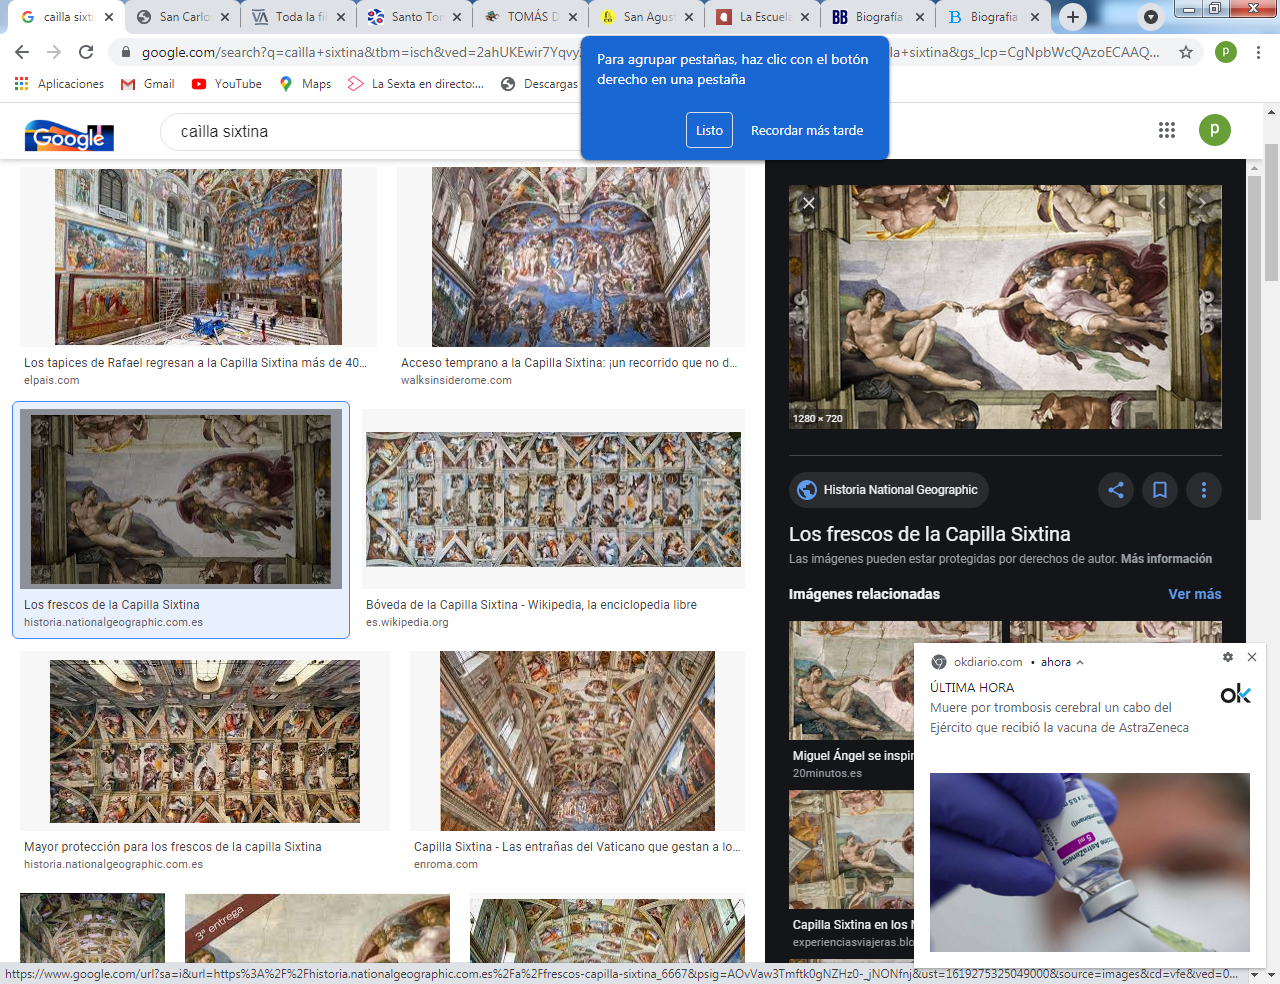 caill​a sixti
San Carlo
Toda la fil
Santo Tor
TOMÁS D
San Agust
La Escuela
Biografía
Biografia
google.com/search?q=cailla+sixtina&tbm=isch&ved=2ahUKEwir7Yqvy
lla+sixtina&gs_lcp=CgNpbWcQAzoECAAQ...
Aplicaciones
Gmail
YouTube
Maps
La Sexta en directo:...
Descargas
Para agrupar pestañas, haz clic con el botón
derecho en una pestaña
Listo
Recordar más tarde
Google
caìlla sixtina
p
p
Los tapices de Rafael regresan a la Capilla Sixtina más de 40...
elpais.com
Acceso temprano a la Capilla Sixtina: ¡un recorrido que no d...
walksinsiderome.com
Los frescos de la Capilla Sixtina
historia.nationalgeographic.com.es
Bóveda de la Capilla Sixtina - Wikipedia, la enciclopedia libre
es.wikipedia.org
Mayor protección para los frescos de la capilla Sixtina
historia.nationalgeographic.com.es
Capilla Sixtina - Las entrañas del Vaticano que gestan a lo...
enroma.com
3ª entrega
1280 × 720
Historia National Geographic
Los frescos de la Capilla Sixtina
Las imágenes pueden estar protegidas por derechos de autor. Más información
Imágenes relacionadas
Ver más
Miguel Ángel se inspir
20minutos.es
Capilla Sixtina en los M
experienciasviajeras.blo
okdiario.com • ahora
ÚLTIMA HORA
ok
Muere por trombosis cerebral un cabo del
Ejército que recibió la vacuna de AstraZeneca
AstraZeneca
5 ml
https://www.google.com/url?sa=i&url=https%3A%2F%2Fhistoria.nationalgeographic.com.es%2Fa%2Ffrescos-capilla-sixtina_6667&psig=AOvVaw3Tmftk0gNZHz0-_jNONfnj&ust=1619275325049000&source=images&cd=vfe&ved=0...